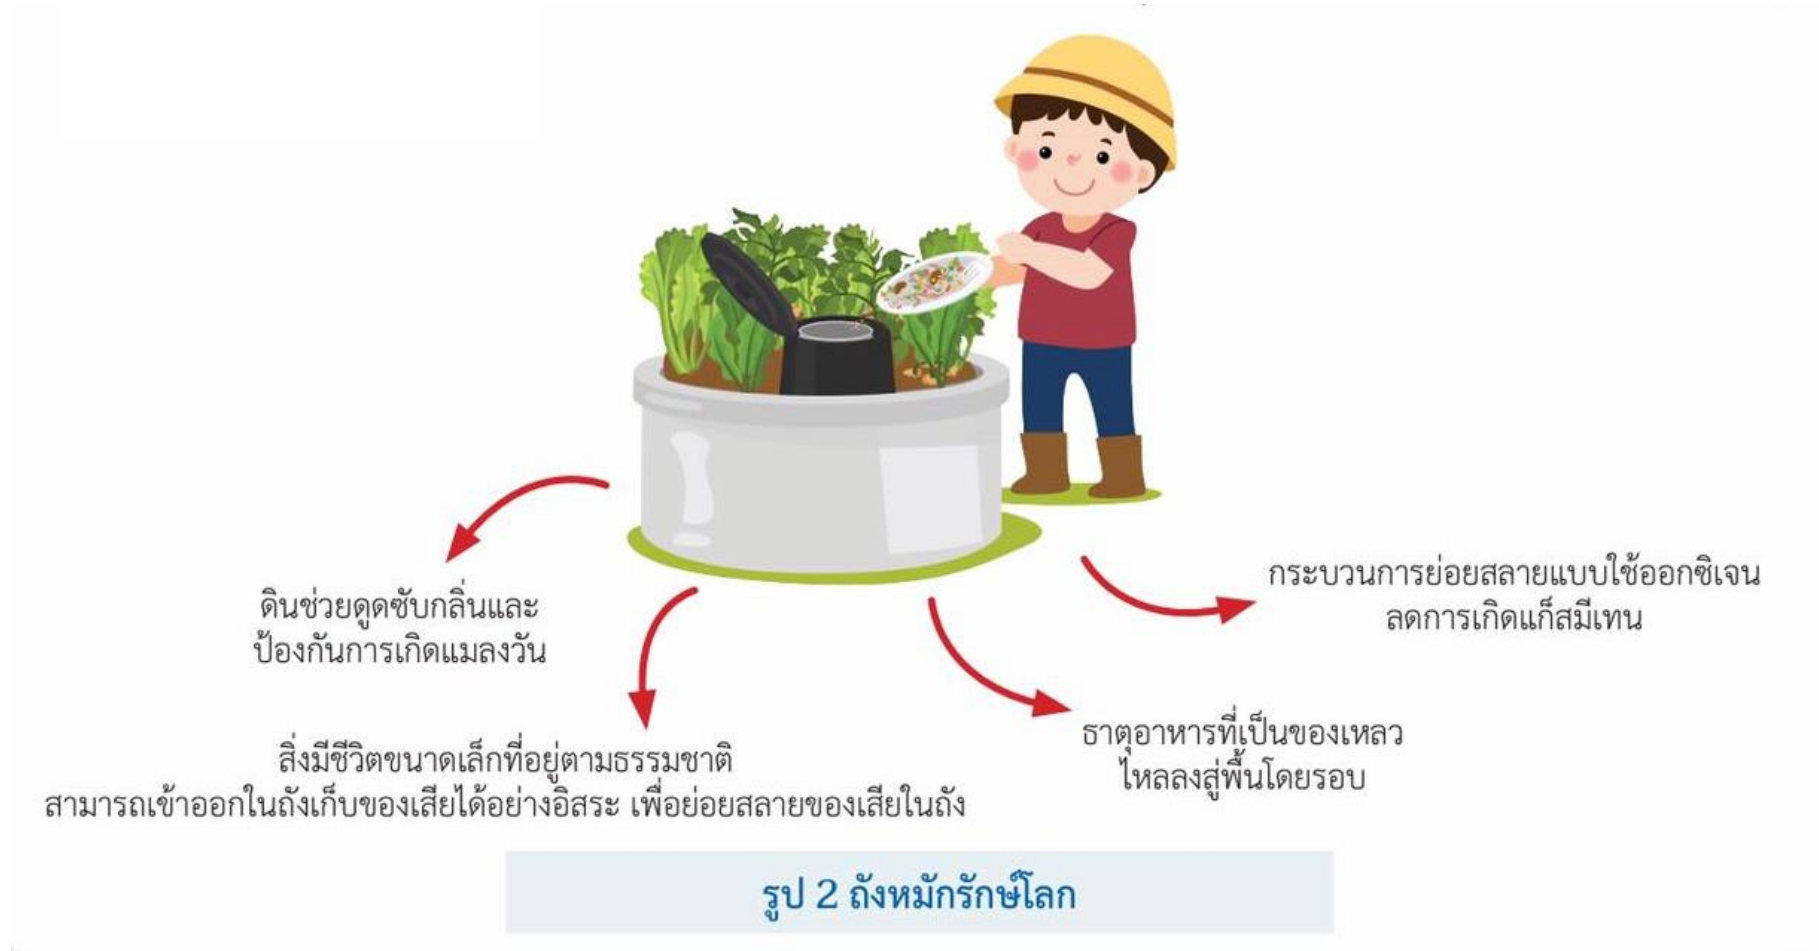 ดินช่วยดูดซับกลิ่นและ
ป้องกันการเกิดแมลงวัน
สิ่งมีชีวิตขนาดเล็กที่อยู่ตามธรรมชาติ
สามารถเข้าออกในถังเก็บของเสียได้อย่างอิสระ เพื่อย่อยสลายของเสียในถัง
ธาตุอาหารที่เป็นของเหลว
ไหลลงสู่พื้นโดยรอบ
กระบวนการย่อยสลายแบบใช้ออกซิเจน
ลดการเกิดแก็สมีเทน
รูป 2 ถังหมักรักษ์โลก